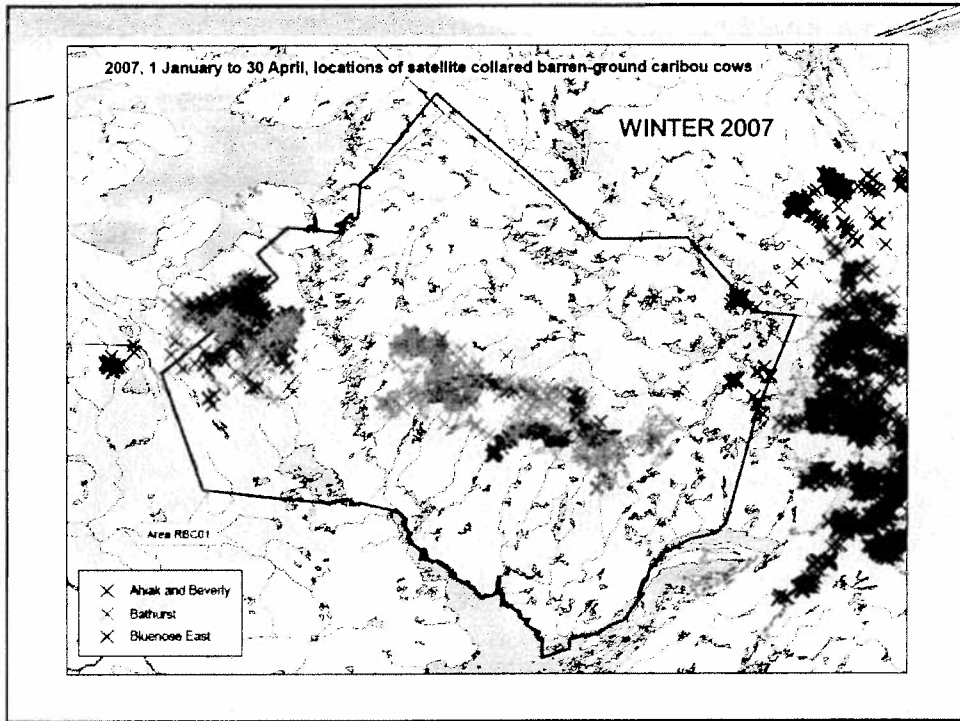 2007, 1 January to 30 April, locations of satellite collared barren-ground caribou cows
WINTER 2007
Area RBC01
Ahiak and Beverly
Bathurst
Bluenose East